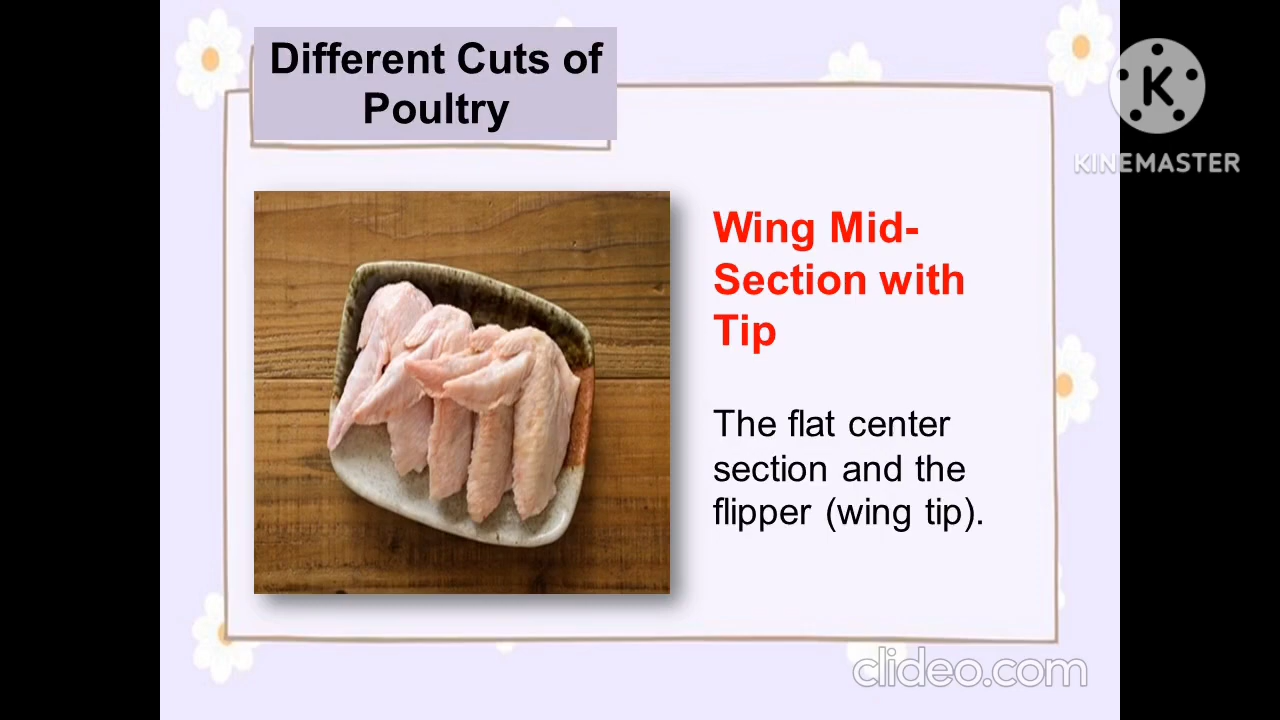 Different Cuts of
Poultry
K
KINEMASTER
Wing Mid-
Section with
Tip
The flat center
section and the
flipper (wing tip).
clideo.com